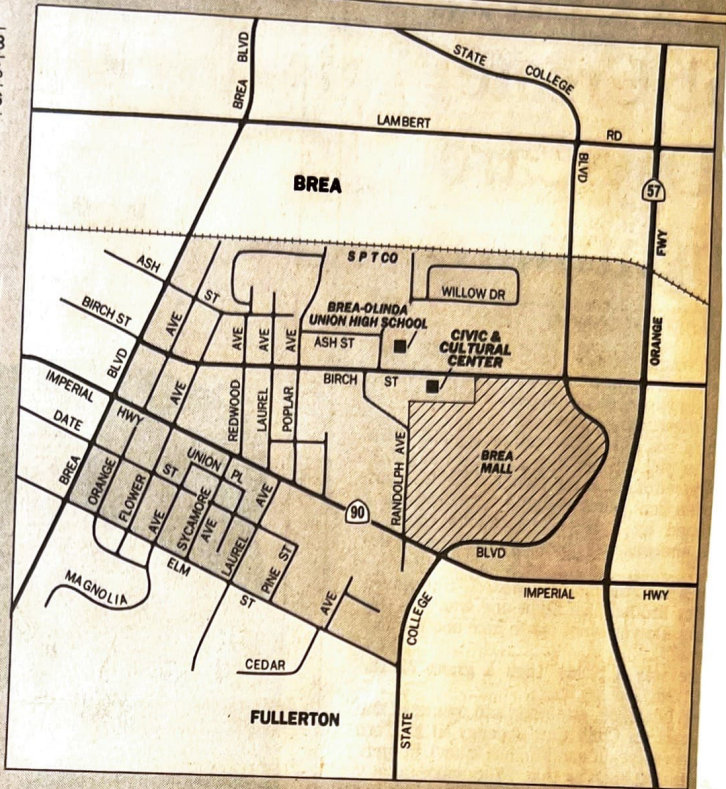 BREA BLVD
STATE COLLEGE BLVD
LAMBERT RD
BREA
57
ORANGE FWY
S P T CO
ASH ST
WILLOW DR
BREA-OLINDA
UNION HIGH SCHOOL
BIRCH ST
AVE
AVE
AVE
AVE
ASH ST
CIVIC &
CULTURAL
CENTER
BLVD
BIRCH ST
IMPERIAL HWY
AVE
REDWOOD
LAUREL
POPLAR
DATE ST
BREA
ORANGE
FLOWER AVE
UNION PL
SYCAMORE AVE
LAUREL AVE
RANDOLPH AVE
BREA
MALL
90
ELM ST
PINE ST
MAGNOLIA
AVE
CEDAR
BLVD
IMPERIAL HWY
STATE COLLEGE
FULLERTON